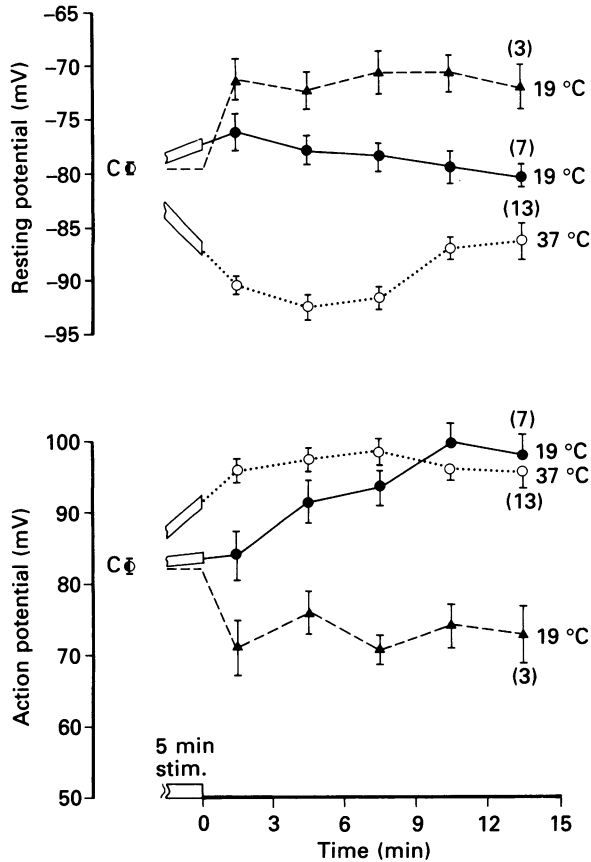 Resting potential (mV)
−65
−70
−75
−80
−85
−90
−95
C
(3)
19 °C
(7)
19 °C
(13)
37 °C
Action potential (mV)
100
90
80
70
60
50
C
(7)
19 °C
37 °C
(13)
19 °C
(3)
5 min
stim.
0 3 6 9 12 15
Time (min)